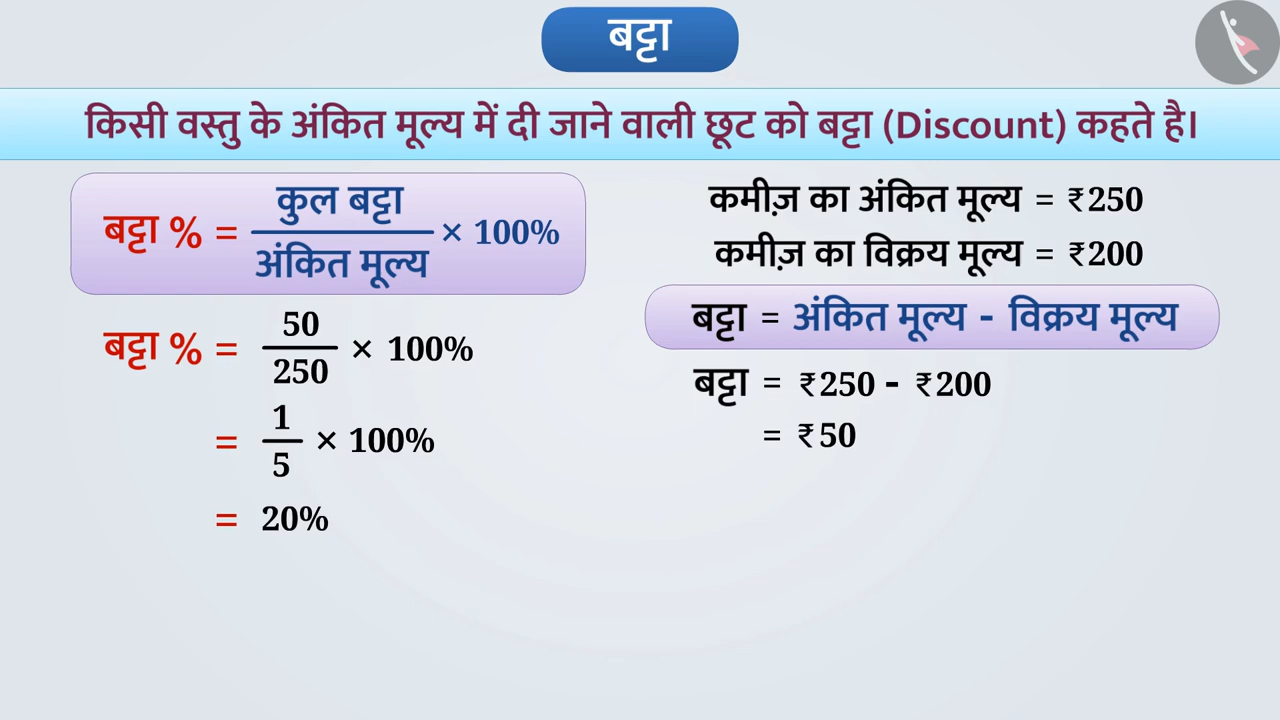 बट्टा
किसी वस्तु के अंकित मूल्य में दी जाने वाली छूट को बट्टा (Discount) कहते है।
बट्टा % = कुल बट्टा / अंकित मूल्य × 100%
बट्टा % = 50 / 250 × 100%
= 1 / 5 × 100%
= 20%
कमीज़ का अंकित मूल्य = ₹250
कमीज़ का विक्रय मूल्य = ₹200
बट्टा = अंकित मूल्य - विक्रय मूल्य
बट्टा = ₹250 - ₹200
= ₹50